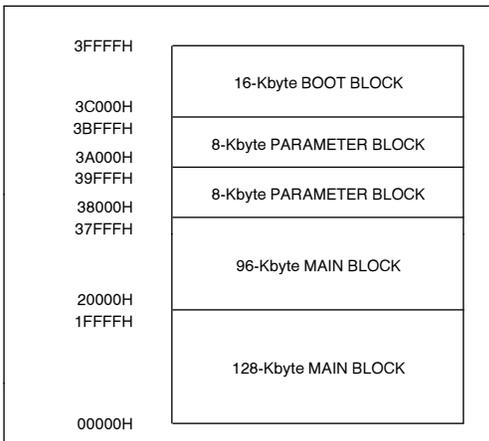 3FFFFH
16-Kbyte BOOT BLOCK
3C000H
3BFFFH
8-Kbyte PARAMETER BLOCK
3A000H
39FFFH
8-Kbyte PARAMETER BLOCK
38000H
37FFFH
96-Kbyte MAIN BLOCK
20000H
1FFFFH
128-Kbyte MAIN BLOCK
00000H